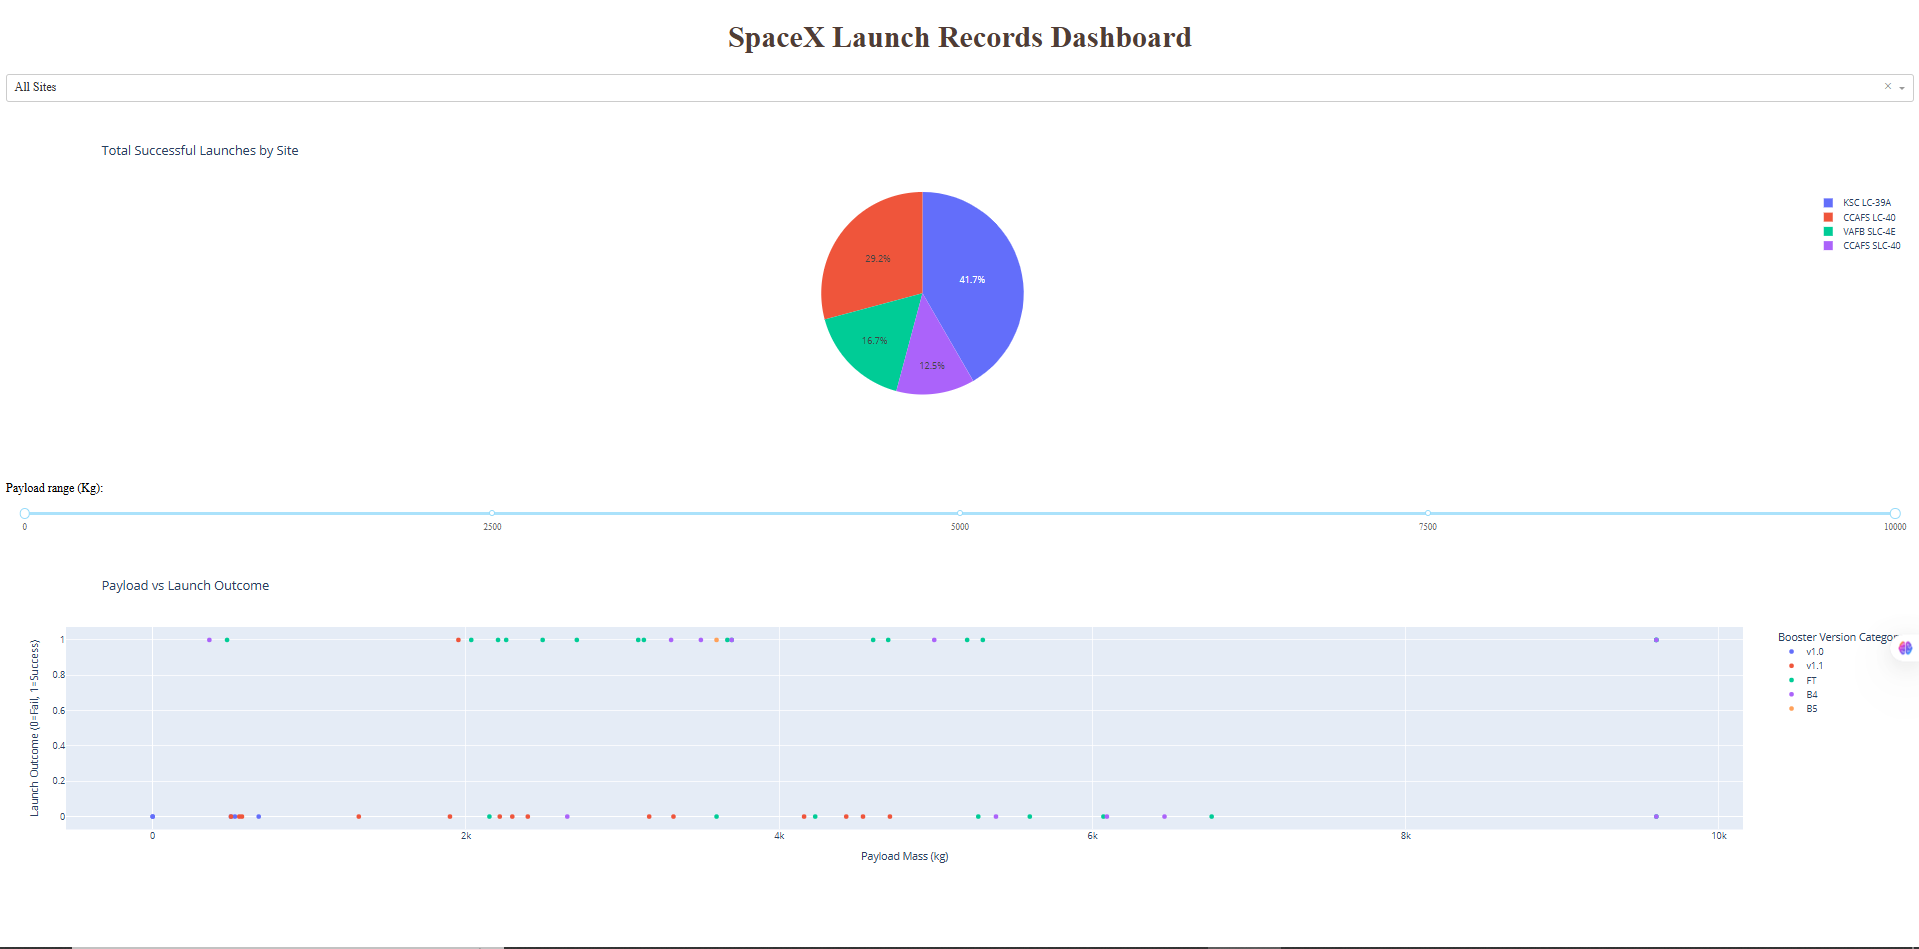 SpaceX Launch Records Dashboard
All Sites
Total Successful Launches by Site
KSC LC-39A
CCAFS LC-40
VAFB SLC-4E
CCAFS SLC-40
29.2%
41.7%
16.7%
12.5%
Payload range (Kg):
0 2500 5000 7500 10000
Payload vs Launch Outcome
Launch Outcome (0=Fail, 1=Success)
1
0.8
0.6
0.4
0.2
0
0 2k 4k 6k 8k 10k
Payload Mass (kg)
Booster Version Categor
v1.0
v1.1
FT
B4
B5